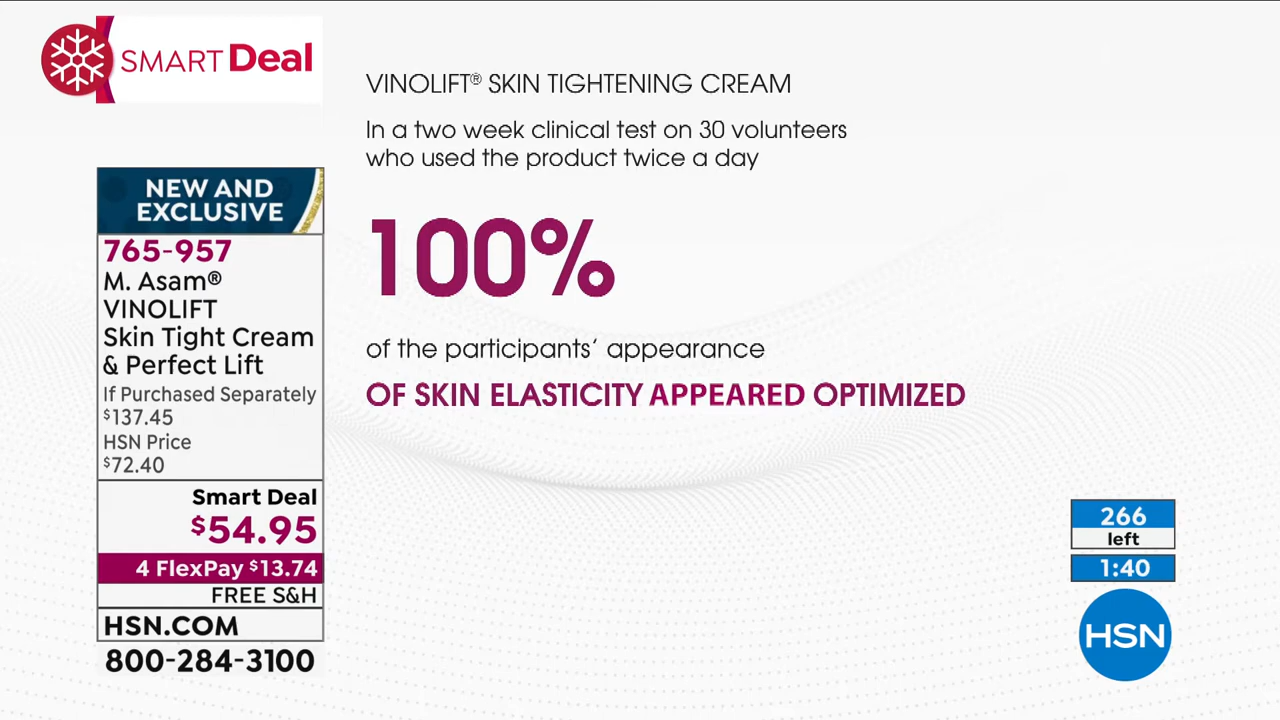 SMART Deal
VINOLIFT® SKIN TIGHTENING CREAM
In a two week clinical test on 30 volunteers
who used the product twice a day
100%
of the participants‘ appearance
OF SKIN ELASTICITY APPEARED OPTIMIZED
NEW AND
EXCLUSIVE
765-957
M. Asam®
VINOLIFT
Skin Tight Cream
& Perfect Lift
If Purchased Separately
$137.45
HSN Price
$72.40
Smart Deal
$54.95
4 FlexPay $13.74
FREE S&H
HSN.COM
800-284-3100
266
left
1:40
HSN